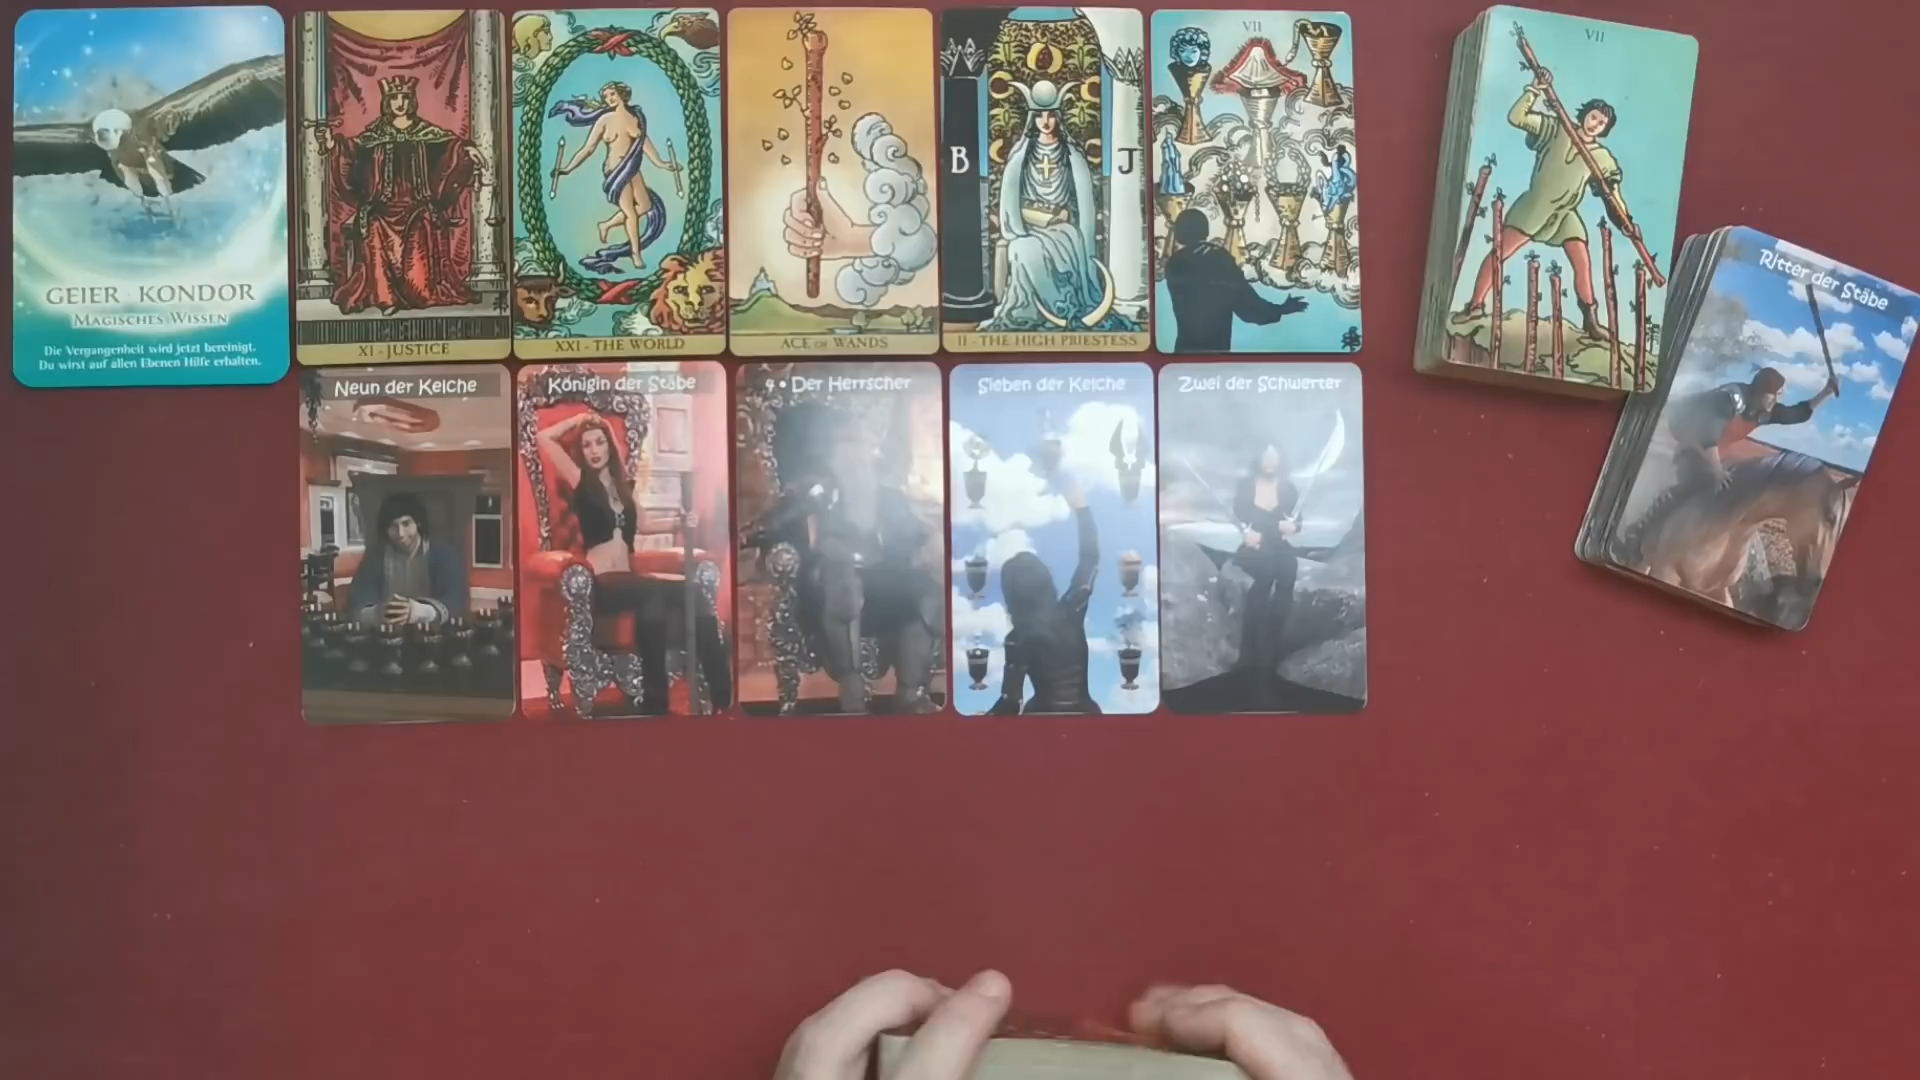 GEIER · KONDOR
MAGISCHES WISSEN
Die Vergangenheit wird jetzt bereinigt.
Du wirst auf allen Ebenen Hilfe erhalten.
XI - JUSTICE
XXI - THE WORLD
ACE OF WANDS
B
J
II - THE HIGH PRIESTESS
VII
VII
Ritter der Stäbe
Neun der Kelche
Königin der Stäbe
4 • Der Herrscher
Sieben der Kelche
Zwei der Schwerter